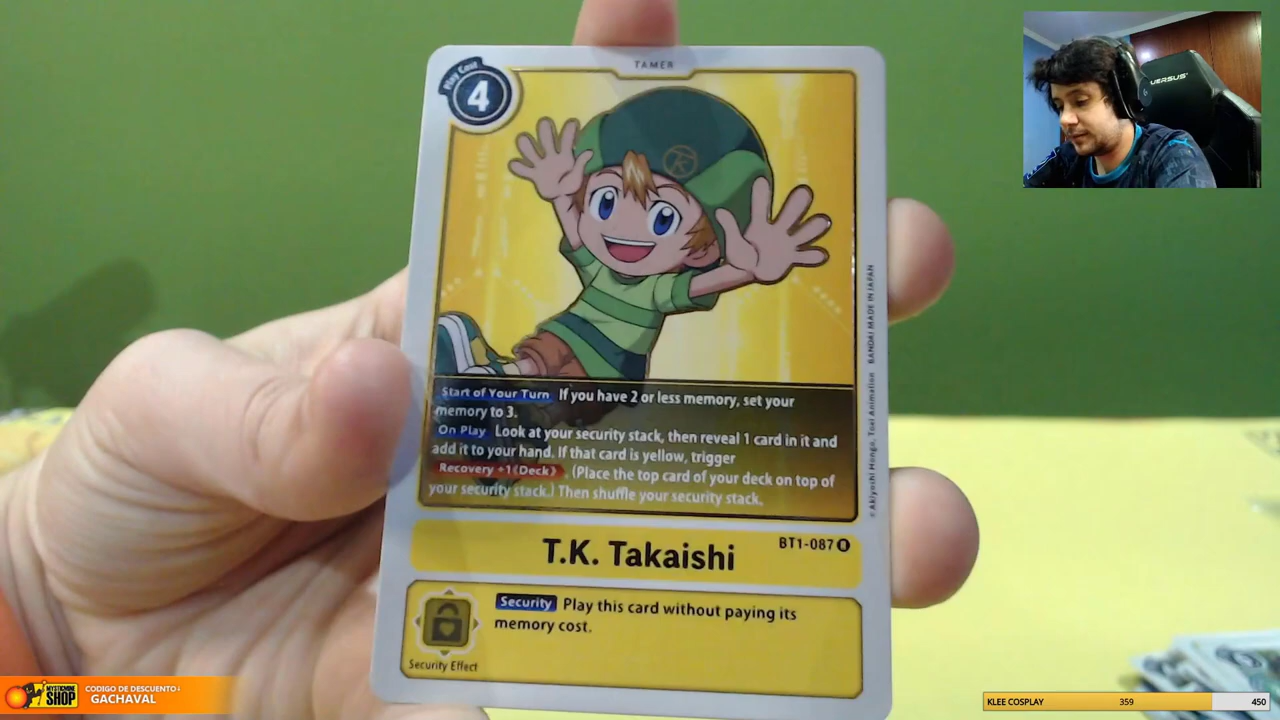 TAMER
Play Cost
4
TK
VERSUS
Start of Your Turn If you have 2 or less memory, set your
memory to 3.
On Play Look at your security stack, then reveal 1 card in it and
add it to your hand. If that card is yellow, trigger
Recovery +1《Deck》. (Place the top card of your deck on top of
your security stack.) Then shuffle your security stack.
©Akiyoshi Hongo, Toei Animation BANDAI MADE IN JAPAN
T.K. Takaishi
BT1-087 R
Security Play this card without paying its
memory cost.
Security Effect
MYSTICMINE
SHOP
CODIGO DE DESCUENTO:
GACHAVAL
KLEE COSPLAY 359 450